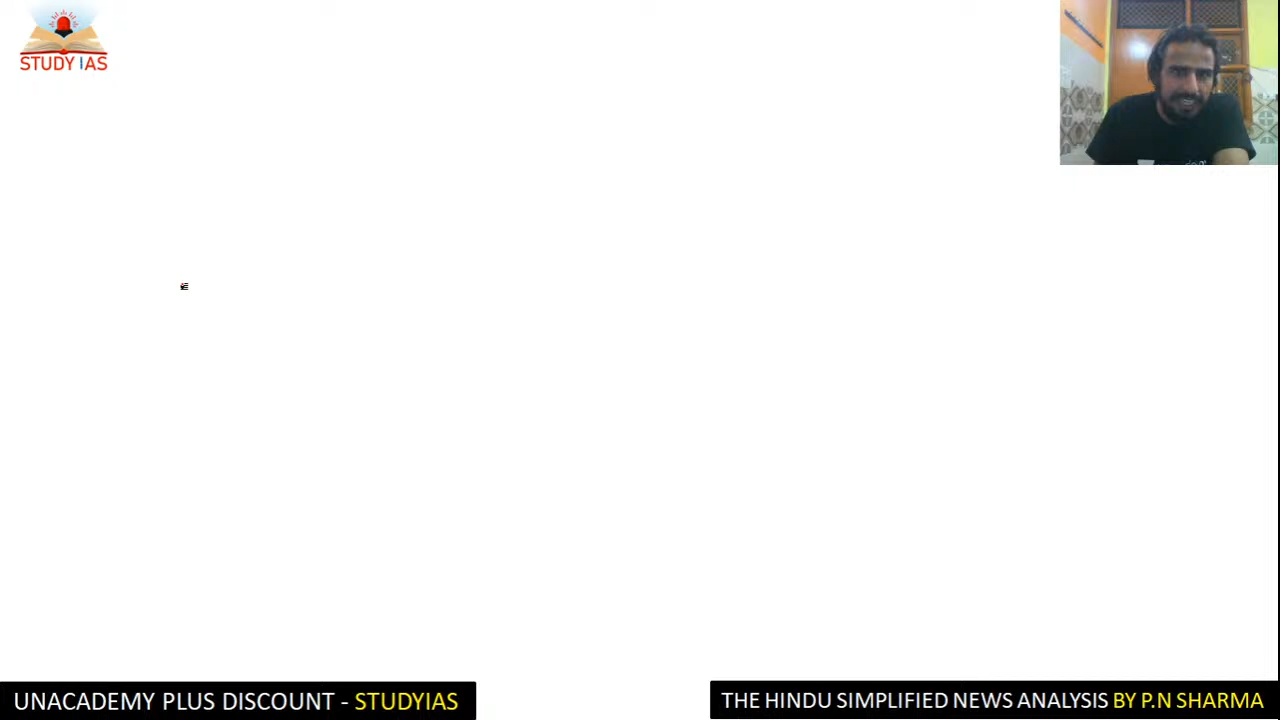 STUDY IAS
UNACADEMY PLUS DISCOUNT - STUDYIAS
THE HINDU SIMPLIFIED NEWS ANALYSIS BY P.N SHARMA